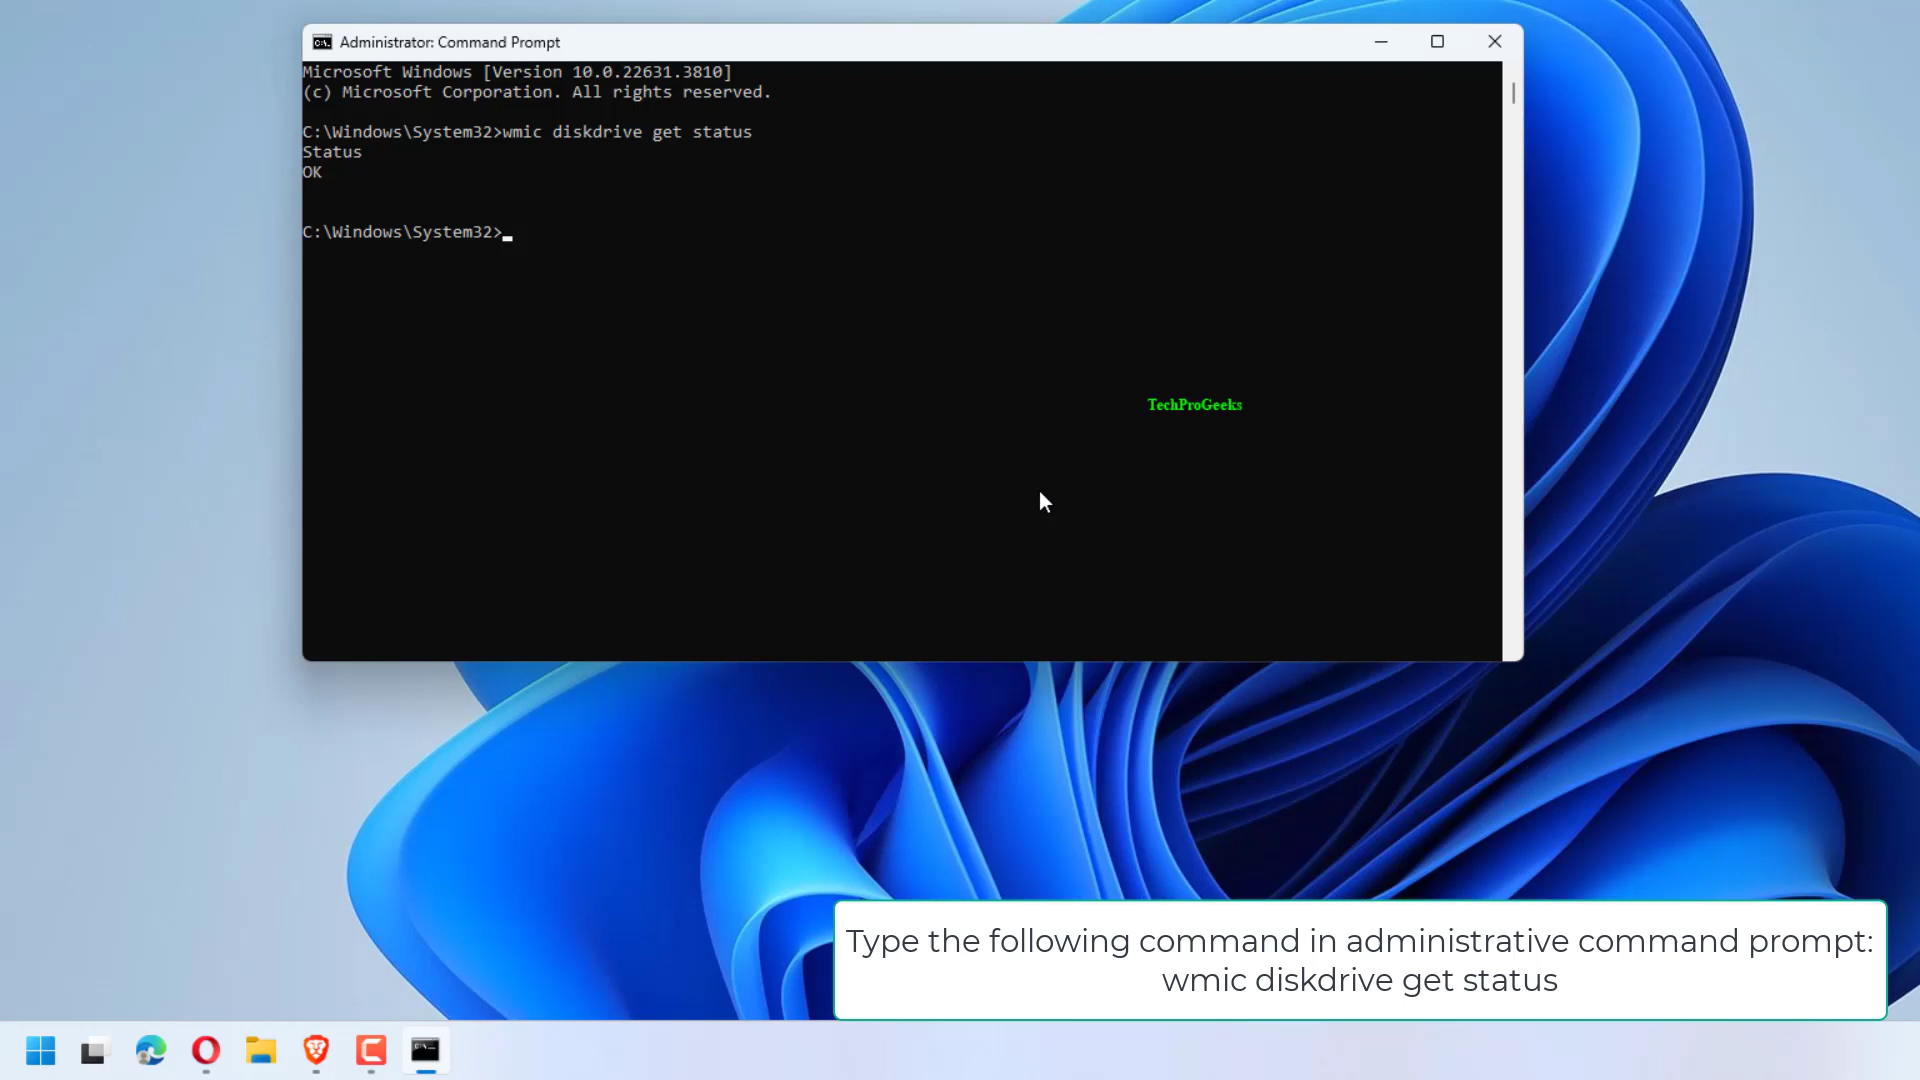 Administrator: Command Prompt
Microsoft Windows [Version 10.0.22631.3810]
(c) Microsoft Corporation. All rights reserved.
C:\Windows\System32>wmic diskdrive get status
Status
OK
C:\Windows\System32>
TechProGeeks
Type the following command in administrative command prompt:
wmic diskdrive get status